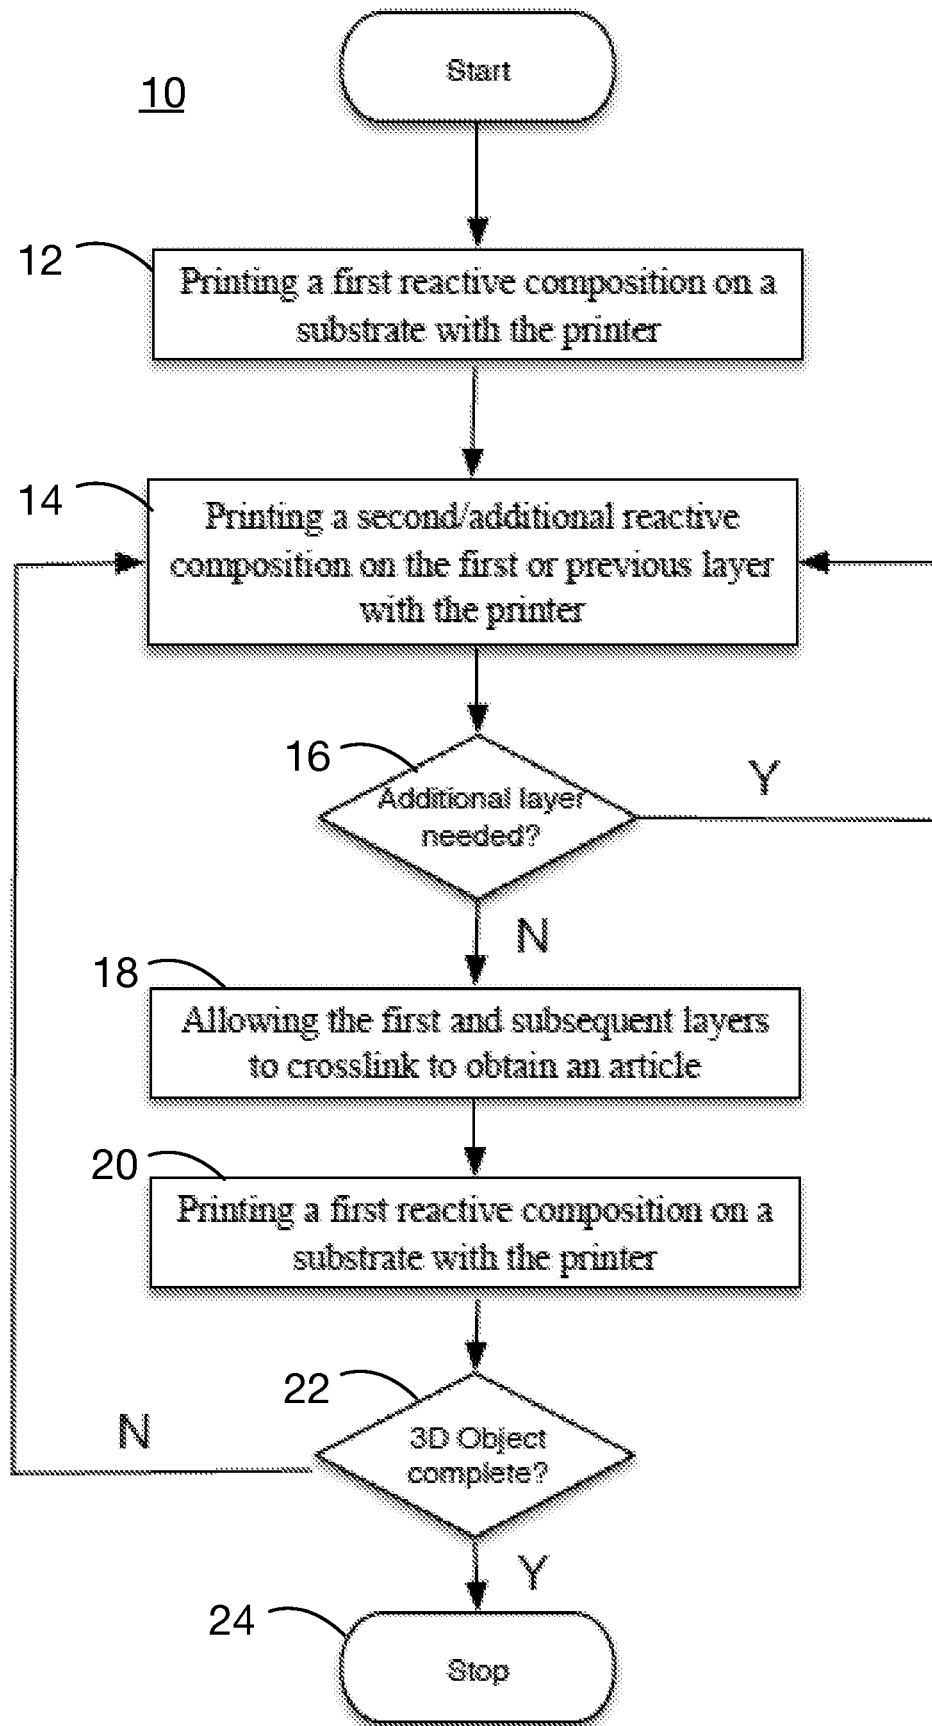 Start
10
12
Printing a first reactive composition on a
substrate with the printer
14
Printing a second/additional reactive
composition on the first or previous layer
with the printer
16
Additional layer
needed?
Y
N
18
Allowing the first and subsequent layers
to crosslink to obtain an article
20
Printing a first reactive composition on a
substrate with the printer
22
3D Object
complete?
N
Y
24
Stop